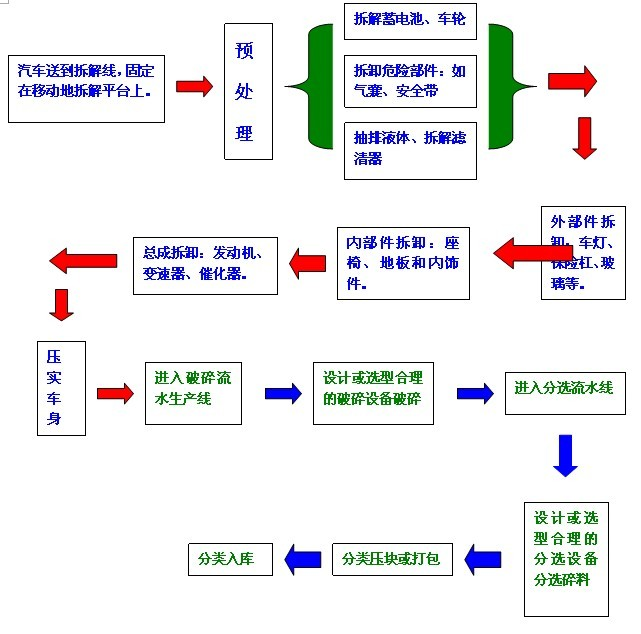 汽车送到拆解线，固定
在移动地拆解平台上。
预
处
理
拆解蓄电池、车轮
拆卸危险部件：如
气囊、安全带
抽排液体、拆解滤
清器
外部件拆
卸：车灯、
保险杠、玻
璃等。
内部件拆卸：座
椅、地板和内饰
件。
总成拆卸：发动机、
变速器、催化器。
压
实
车
身
进入破碎流
水生产线
设计或选型合理
的破碎设备破碎
进入分选流水线
设计或选
型合理的
分选设备
分选碎料
分类压块或打包
分类入库